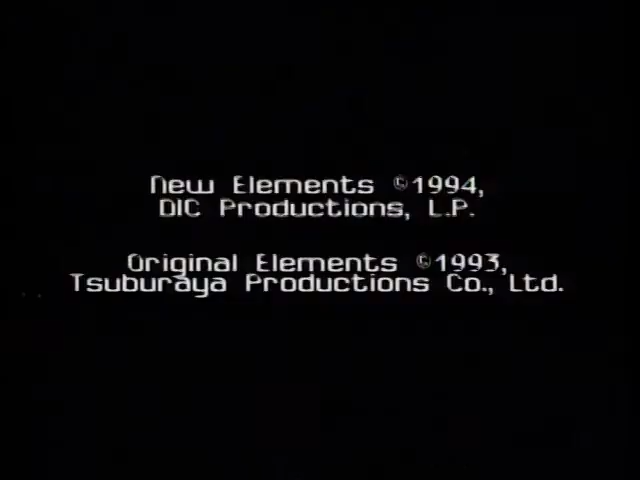 New Elements ©1994,
DIC Productions, L.P.
Original Elements ©1993,
Tsuburaya Productions Co., Ltd.